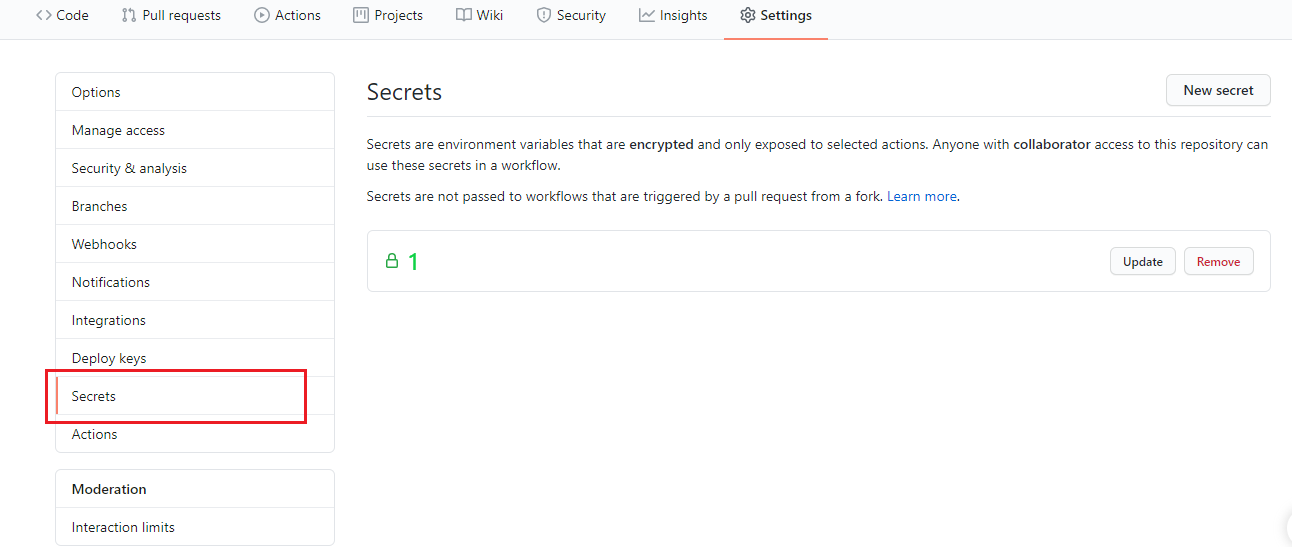 Code Pull requests Actions Projects Wiki Security Insights Settings
Options
Manage access
Security & analysis
Branches
Webhooks
Notifications
Integrations
Deploy keys
Secrets
Actions
Moderation
Interaction limits
Secrets
New secret
Secrets are environment variables that are encrypted and only exposed to selected actions. Anyone with collaborator access to this repository can
use these secrets in a workflow.
Secrets are not passed to workflows that are triggered by a pull request from a fork. Learn more.
1 Update Remove